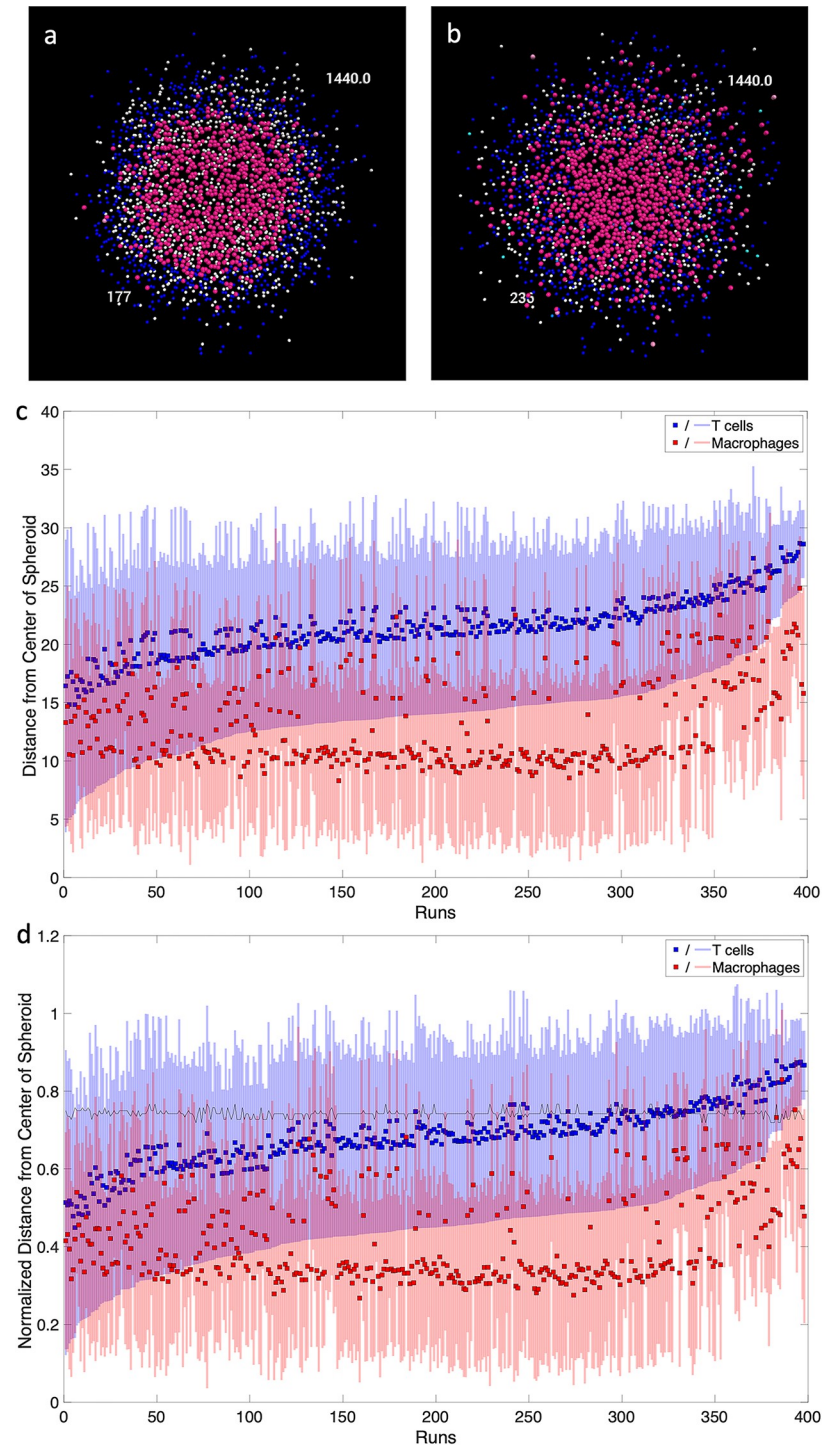 a
1440.0
177
b
1440.0
235
c
Distance from Center of Spheroid
40
35
30
25
20
15
10
5
0
0 50 100 150 200 250 300 350 400
Runs
/ T cells
/ Macrophages
d
Normalized Distance from Center of Spheroid
1.2
1
0.8
0.6
0.4
0.2
0
0 50 100 150 200 250 300 350 400
Runs
/ T cells
/ Macrophages